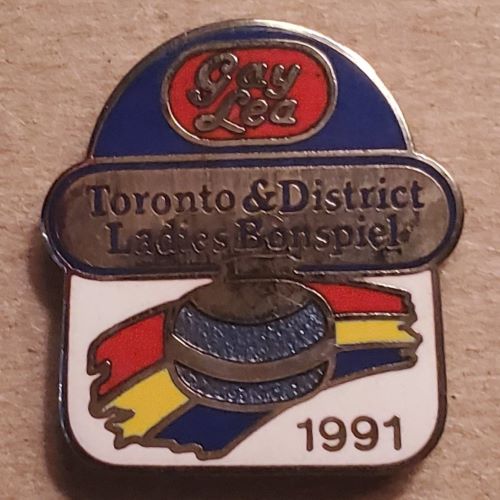 Gay
Lea
Toronto & District
Ladies Bonspiel
1991